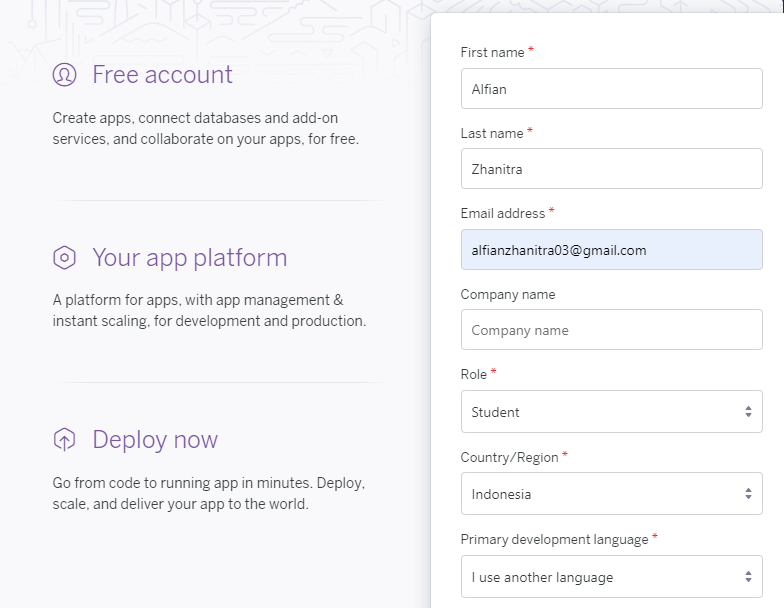 Free account
Create apps, connect databases and add-on
services, and collaborate on your apps, for free.
Your app platform
A platform for apps, with app management &
instant scaling, for development and production.
Deploy now
Go from code to running app in minutes. Deploy,
scale, and deliver your app to the world.
First name *
Alfian
Last name *
Zhanitra
Email address *
alfianzhanitra03@gmail.com
Company name
Company name
Role *
Student
Country/Region *
Indonesia
Primary development language *
I use another language